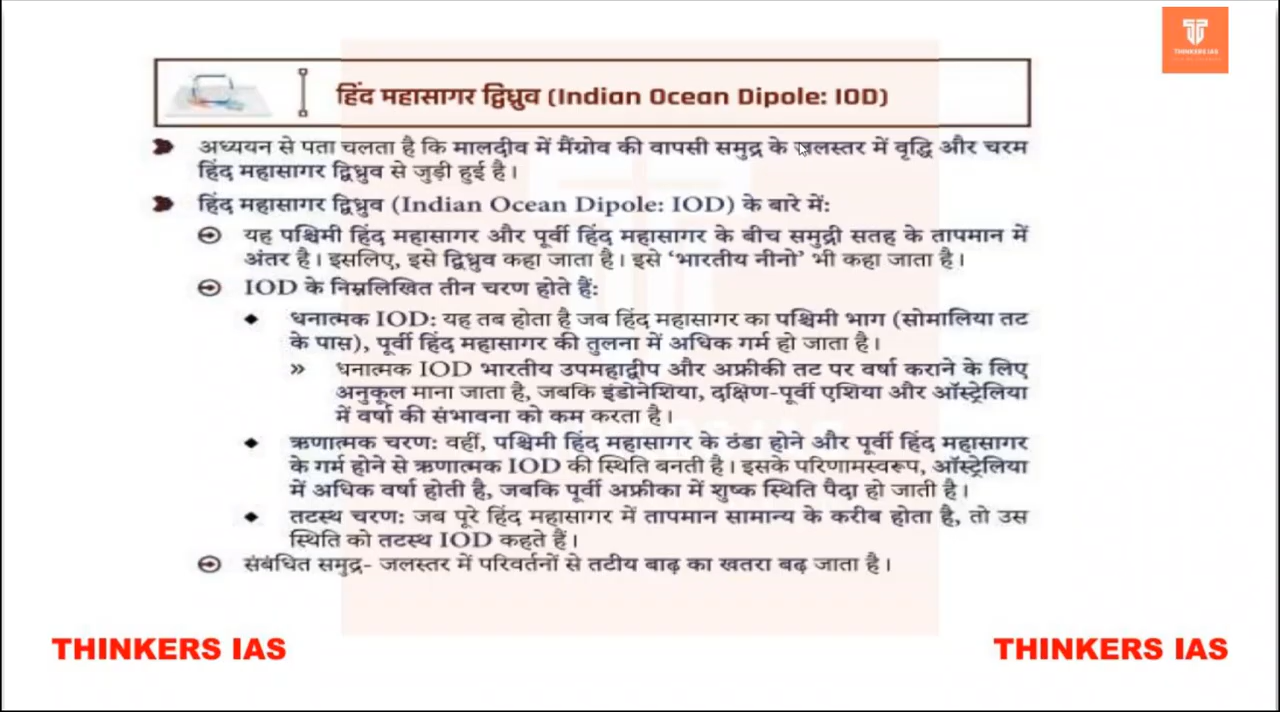 THINKERS IAS
हिंद महासागर द्विध्रुव (Indian Ocean Dipole: IOD)
अध्ययन से पता चलता है कि मालदीव में मैंग्रोव की वापसी समुद्र के जलस्तर में वृद्धि और चरम
हिंद महासागर द्विध्रुव से जुड़ी हुई है।
हिंद महासागर द्विध्रुव (Indian Ocean Dipole: IOD) के बारे में:
यह पश्चिमी हिंद महासागर और पूर्वी हिंद महासागर के बीच समुद्री सतह के तापमान में
अंतर है। इसलिए, इसे द्विध्रुव कहा जाता है। इसे ‘भारतीय नीनो’ भी कहा जाता है।
IOD के निम्नलिखित तीन चरण होते हैं:
धनात्मक IOD: यह तब होता है जब हिंद महासागर का पश्चिमी भाग (सोमालिया तट
के पास), पूर्वी हिंद महासागर की तुलना में अधिक गर्म हो जाता है।
» धनात्मक IOD भारतीय उपमहाद्वीप और अफ्रीकी तट पर वर्षा कराने के लिए
अनुकूल माना जाता है, जबकि इंडोनेशिया, दक्षिण-पूर्वी एशिया और ऑस्ट्रेलिया
में वर्षा की संभावना को कम करता है।
ऋणात्मक चरण: वहीं, पश्चिमी हिंद महासागर के ठंडा होने और पूर्वी हिंद महासागर
के गर्म होने से ऋणात्मक IOD की स्थिति बनती है। इसके परिणामस्वरूप, ऑस्ट्रेलिया
में अधिक वर्षा होती है, जबकि पूर्वी अफ्रीका में शुष्क स्थिति पैदा हो जाती है।
तटस्थ चरण: जब पूरे हिंद महासागर में तापमान सामान्य के करीब होता है, तो उस
स्थिति को तटस्थ IOD कहते हैं।
संबंधित समुद्र- जलस्तर में परिवर्तनों से तटीय बाढ़ का खतरा बढ़ जाता है।
THINKERS IAS
THINKERS IAS